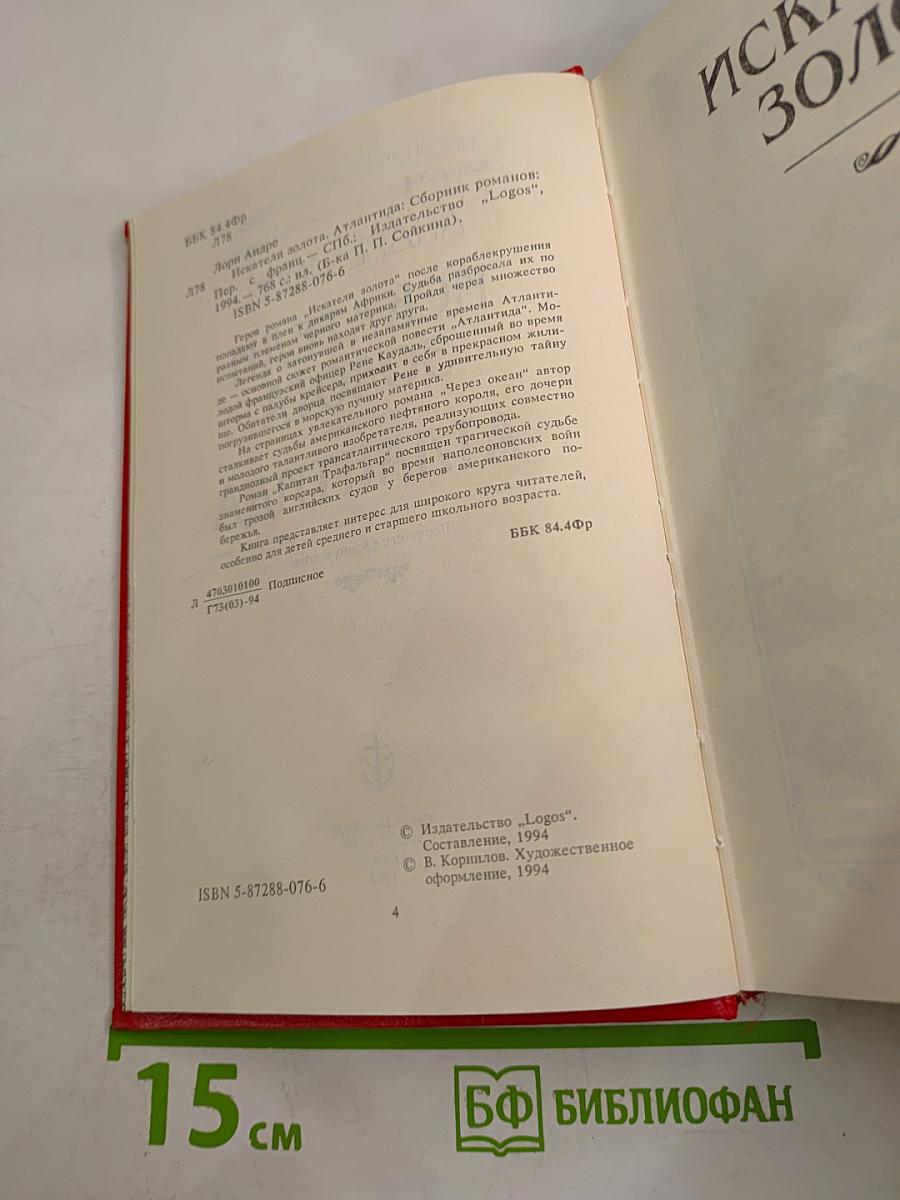 ББК 84.4Фр
Л78
Лори Андре
Л78 Искатели золота. Атлантида: Сборник романов:
Пер. с франц.— СПб.: Издательство „Logos“,
1994.— 768 с.: ил. (Б-ка П. П. Сойкина).
ISBN 5-87288-076-6
Герои романа „Искатели золота“ после кораблекрушения
попадают в плен к дикарям Африки. Судьба разбросала их по
разным племенам черного материка. Пройдя через множество
испытаний, герои вновь находят друг друга.
Легенда о затонувшей в незапамятные времена Атланти-
де — основной сюжет романтической повести „Атлантида“. Мо-
лодой французский офицер Рене Каудаль, сброшенный во время
шторма с палубы крейсера, приходит в себя в прекрасном жили-
ще. Обитатели дворца посвящают Рене в удивительную тайну
погрузившегося в морскую пучину материка.
На страницах увлекательного романа „Через океан“ автор
сталкивает судьбы американского нефтяного короля, его дочери
и молодого талантливого изобретателя, реализующих совместно
грандиозный проект трансатлантического трубопровода.
Роман „Капитан Трафальгар“ посвящен трагической судьбе
знаменитого корсара, который во время наполеоновских войн
был грозой английских судов у берегов американского по-
бережья.
Книга представляет интерес для широкого круга читателей,
особенно для детей среднего и старшего школьного возраста.
ББК 84.4Фр
Л 4703010100 Подписное
Г73(03)-94
© Издательство „Logos“.
Составление, 1994
© В. Корнилов. Художественное
оформление, 1994
ISBN 5-87288-076-6
4
ИСКА
ЗОЛО
15 см
БФ БИБЛИОФАН